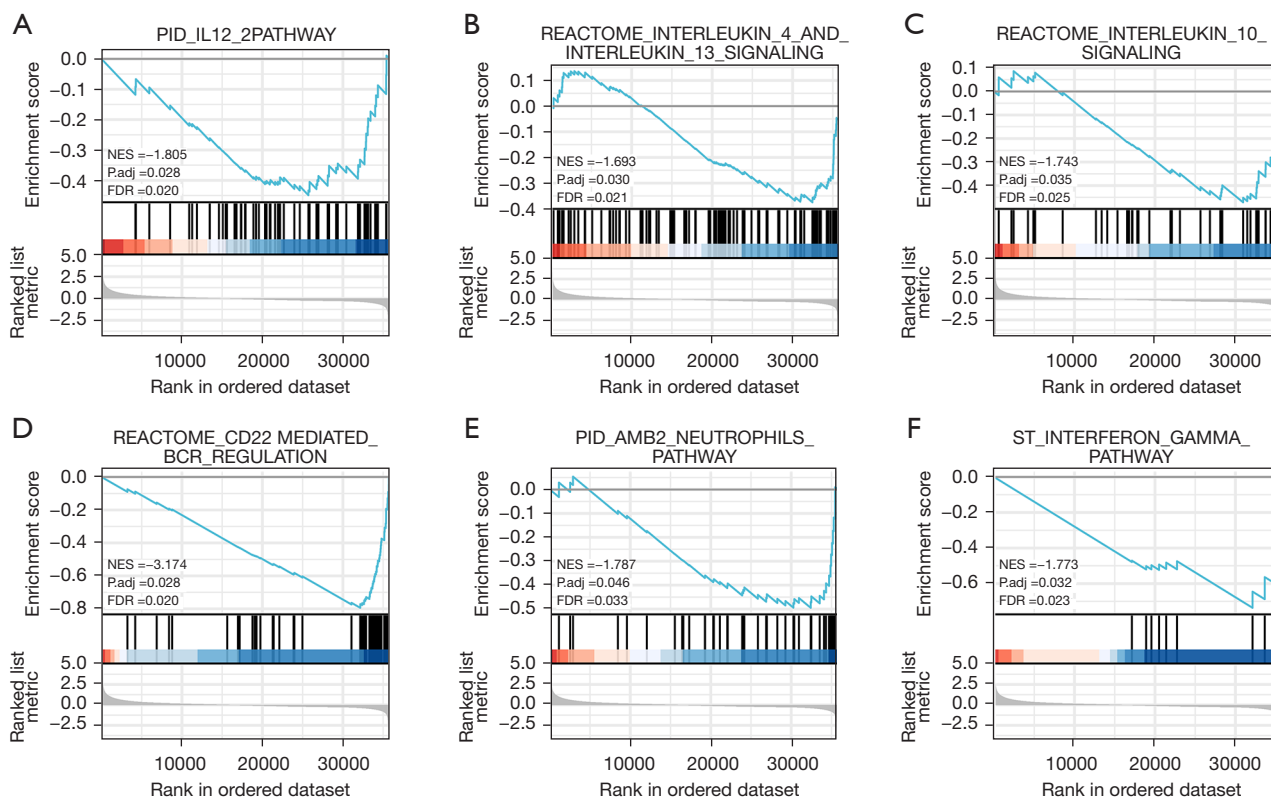 A
PID_IL12_2PATHWAY
Enrichment score
0.0
−0.1
−0.2
−0.3
−0.4
NES =−1.805
P.adj =0.028
FDR =0.020
Ranked list
metric
5.0
2.5
0.0
−2.5
10000 20000 30000
Rank in ordered dataset
B
REACTOME_INTERLEUKIN_4_AND_
INTERLEUKIN_13_SIGNALING
Enrichment score
0.1
0.0
−0.1
−0.2
−0.3
−0.4
NES =−1.693
P.adj =0.030
FDR =0.021
Ranked list
metric
5.0
2.5
0.0
−2.5
10000 20000 30000
Rank in ordered dataset
C
REACTOME_INTERLEUKIN_10_
SIGNALING
Enrichment score
0.1
0.0
−0.1
−0.2
−0.3
−0.4
NES =−1.743
P.adj =0.035
FDR =0.025
Ranked list
metric
5.0
2.5
0.0
−2.5
10000 20000 30000
Rank in ordered dataset
D
REACTOME_CD22 MEDIATED_
BCR_REGULATION
Enrichment score
0.0
−0.2
−0.4
−0.6
−0.8
NES =−3.174
P.adj =0.028
FDR =0.020
Ranked list
metric
5.0
2.5
0.0
−2.5
10000 20000 30000
Rank in ordered dataset
E
PID_AMB2_NEUTROPHILS_
PATHWAY
Enrichment score
0.0
−0.1
−0.2
−0.3
−0.4
−0.5
NES =−1.787
P.adj =0.046
FDR =0.033
Ranked list
metric
5.0
2.5
0.0
−2.5
10000 20000 30000
Rank in ordered dataset
F
ST_INTERFERON_GAMMA_
PATHWAY
Enrichment score
0.0
−0.2
−0.4
−0.6
NES =−1.773
P.adj =0.032
FDR =0.023
Ranked list
metric
5.0
2.5
0.0
−2.5
10000 20000 30000
Rank in ordered dataset